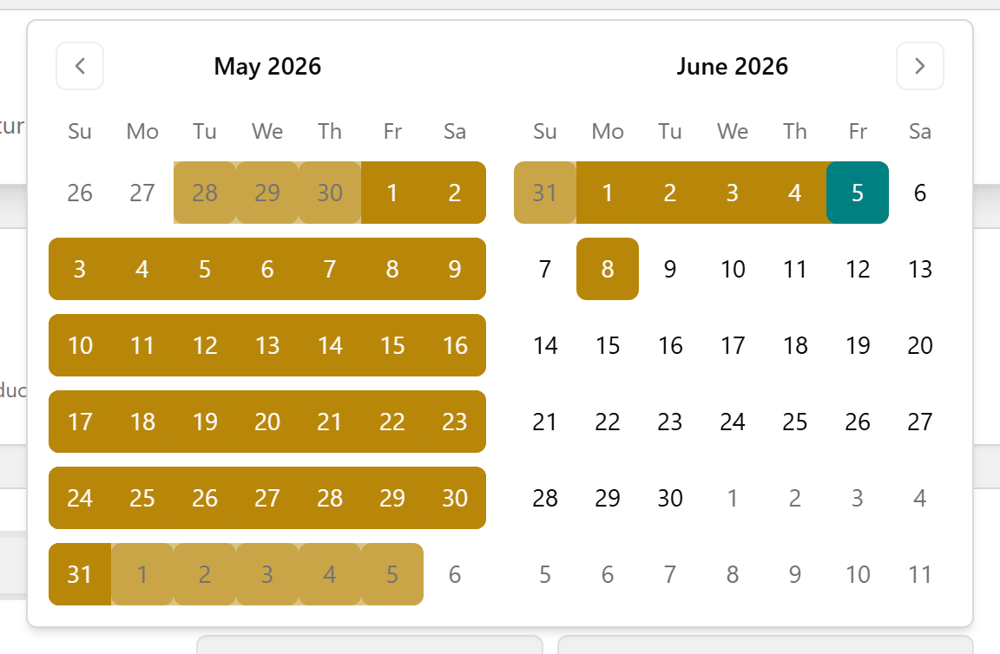 May 2026
Su Mo Tu We Th Fr Sa
26 27 28 29 30 1 2
3 4 5 6 7 8 9
10 11 12 13 14 15 16
17 18 19 20 21 22 23
24 25 26 27 28 29 30
31 1 2 3 4 5 6
June 2026
Su Mo Tu We Th Fr Sa
31 1 2 3 4 5 6
7 8 9 10 11 12 13
14 15 16 17 18 19 20
21 22 23 24 25 26 27
28 29 30 1 2 3 4
5 6 7 8 9 10 11